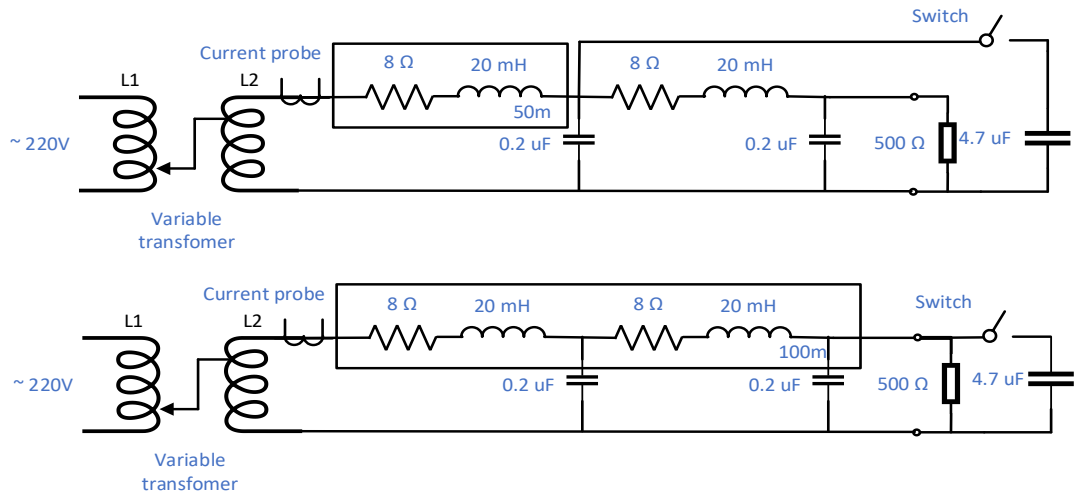 Switch
Current probe
8 Ω
20 mH
8 Ω
20 mH
L1
L2
50m
~ 220V
0.2 uF
0.2 uF
500 Ω
4.7 uF
Variable
transfomer
Current probe
8 Ω
20 mH
8 Ω
20 mH
Switch
L1
L2
100m
~ 220V
0.2 uF
0.2 uF
500 Ω
4.7 uF
Variable
transfomer